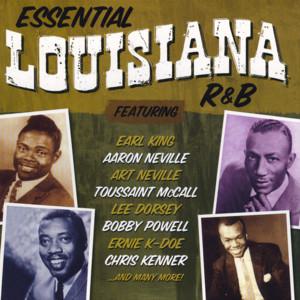 ESSENTIAL
LOUISIANA
R&B
FEATURING
EARL KING
AARON NEVILLE
ART NEVILLE
TOUSSAINT McCALL
LEE DORSEY
BOBBY POWELL
ERNIE K-DOE
CHRIS KENNER
...AND MANY MORE!